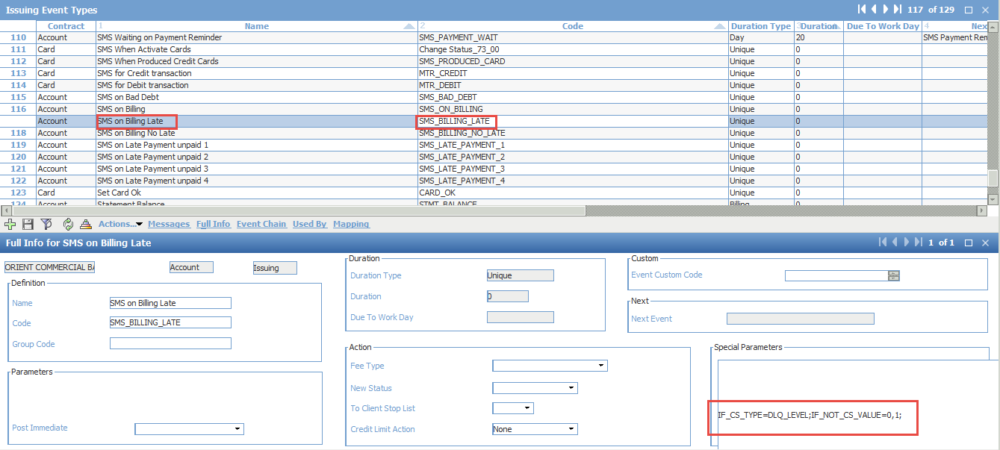 Issuing Event Types 117 of 129
Contract 1 Name 2 Code Duration Type 3 Duration Due To Work Day 4 Nex
110 Account SMS Waiting on Payment Reminder SMS_PAYMENT_WAIT Day 20 SMS Payment Rem
111 Card SMS When Activate Cards Change Status_73_00 Unique 0
112 Card SMS When Produced Credit Cards SMS_PRODUCED_CARD Unique 0
113 Card SMS for Credit transaction MTR_CREDIT Unique 0
114 Card SMS for Debit transaction MTR_DEBIT Unique 0
115 Account SMS on Bad Debt SMS_BAD_DEBT Unique 0
116 Account SMS on Billing SMS_ON_BILLING Unique 0
Account SMS on Billing Late SMS_BILLING_LATE Unique 0
118 Account SMS on Billing No Late SMS_BILLING_NO_LATE Unique 0
119 Account SMS on Late Payment unpaid 1 SMS_LATE_PAYMENT_1 Unique 0
120 Account SMS on Late Payment unpaid 2 SMS_LATE_PAYMENT_2 Unique 0
121 Account SMS on Late Payment unpaid 3 SMS_LATE_PAYMENT_3 Unique 0
122 Account SMS on Late Payment unpaid 4 SMS_LATE_PAYMENT_4 Unique 0
123 Card Set Card Ok CARD_OK Unique 0
124 Account Statement Balance STMT_BALANCE Billing 0
Actions... Messages Full Info Event Chain Used By Mapping
Full Info for SMS on Billing Late 1 of 1
ORIENT COMMERCIAL BA Account Issuing
Definition
Name SMS on Billing Late
Code SMS_BILLING_LATE
Group Code
Parameters
Post Immediate
Duration
Duration Type Unique
Duration 0
Due To Work Day
Action
Fee Type
New Status
To Client Stop List
Credit Limit Action None
Custom
Event Custom Code
Next
Next Event
Special Parameters
IF_CS_TYPE=DLQ_LEVEL;IF_NOT_CS_VALUE=0,1;